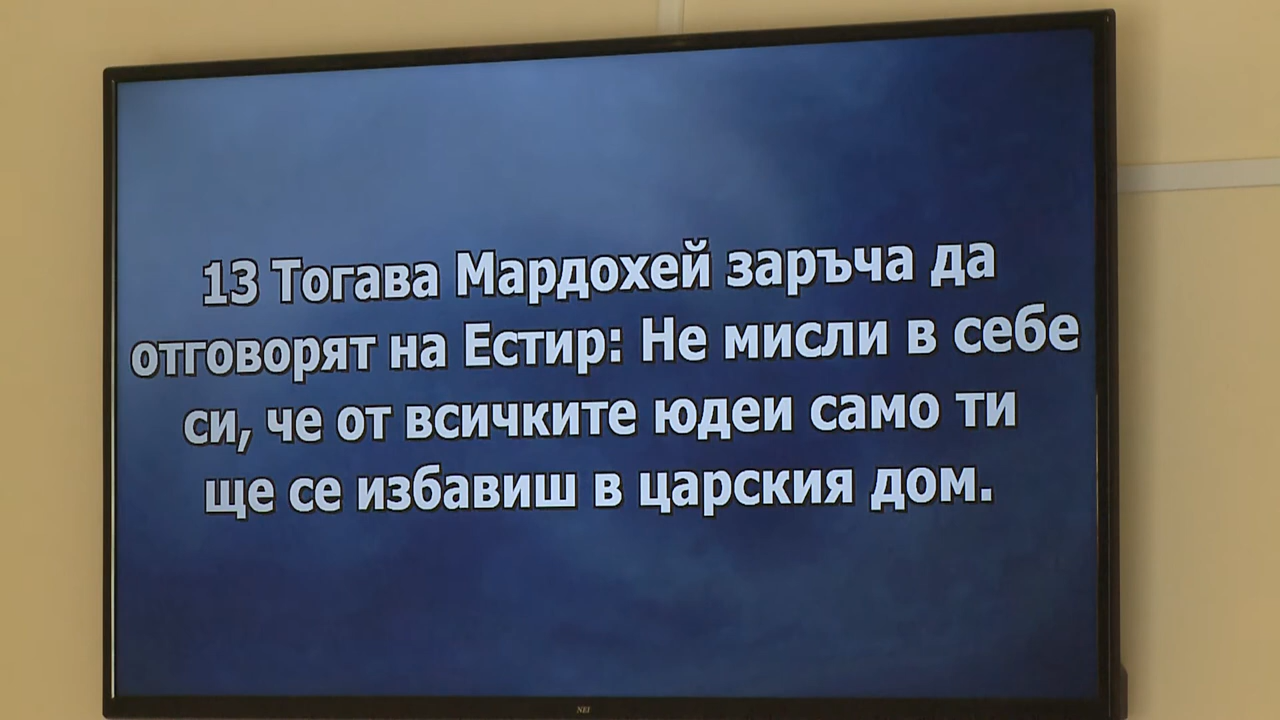 13 Тогава Мардохей заръча да
отговорят на Естир: Не мисли в себе
си, че от всичките юдеи само ти
ще се избавиш в царския дом.
NEI